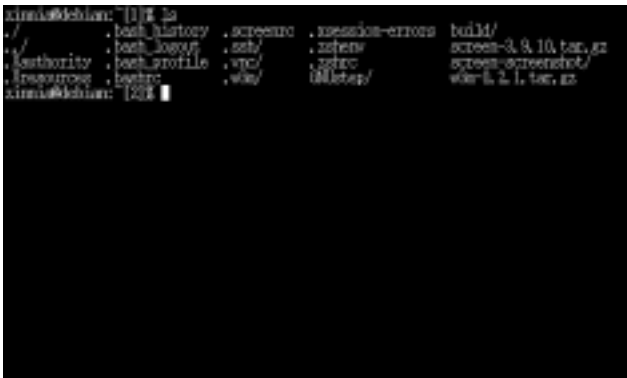 zinnia@debian:~[1]% ls
./ .bash_history .screenrc .xsession-errors build/
../ .bash_logout .ssh/ .zshenv screen-3.9.10.tar.gz
.Xauthority .bash_profile .vnc/ .zshrc screen-screenshot/
.Xresources .bashrc .w3m/ GNUstep/ w3m-0.2.1.tar.gz
zinnia@debian:~[2]%